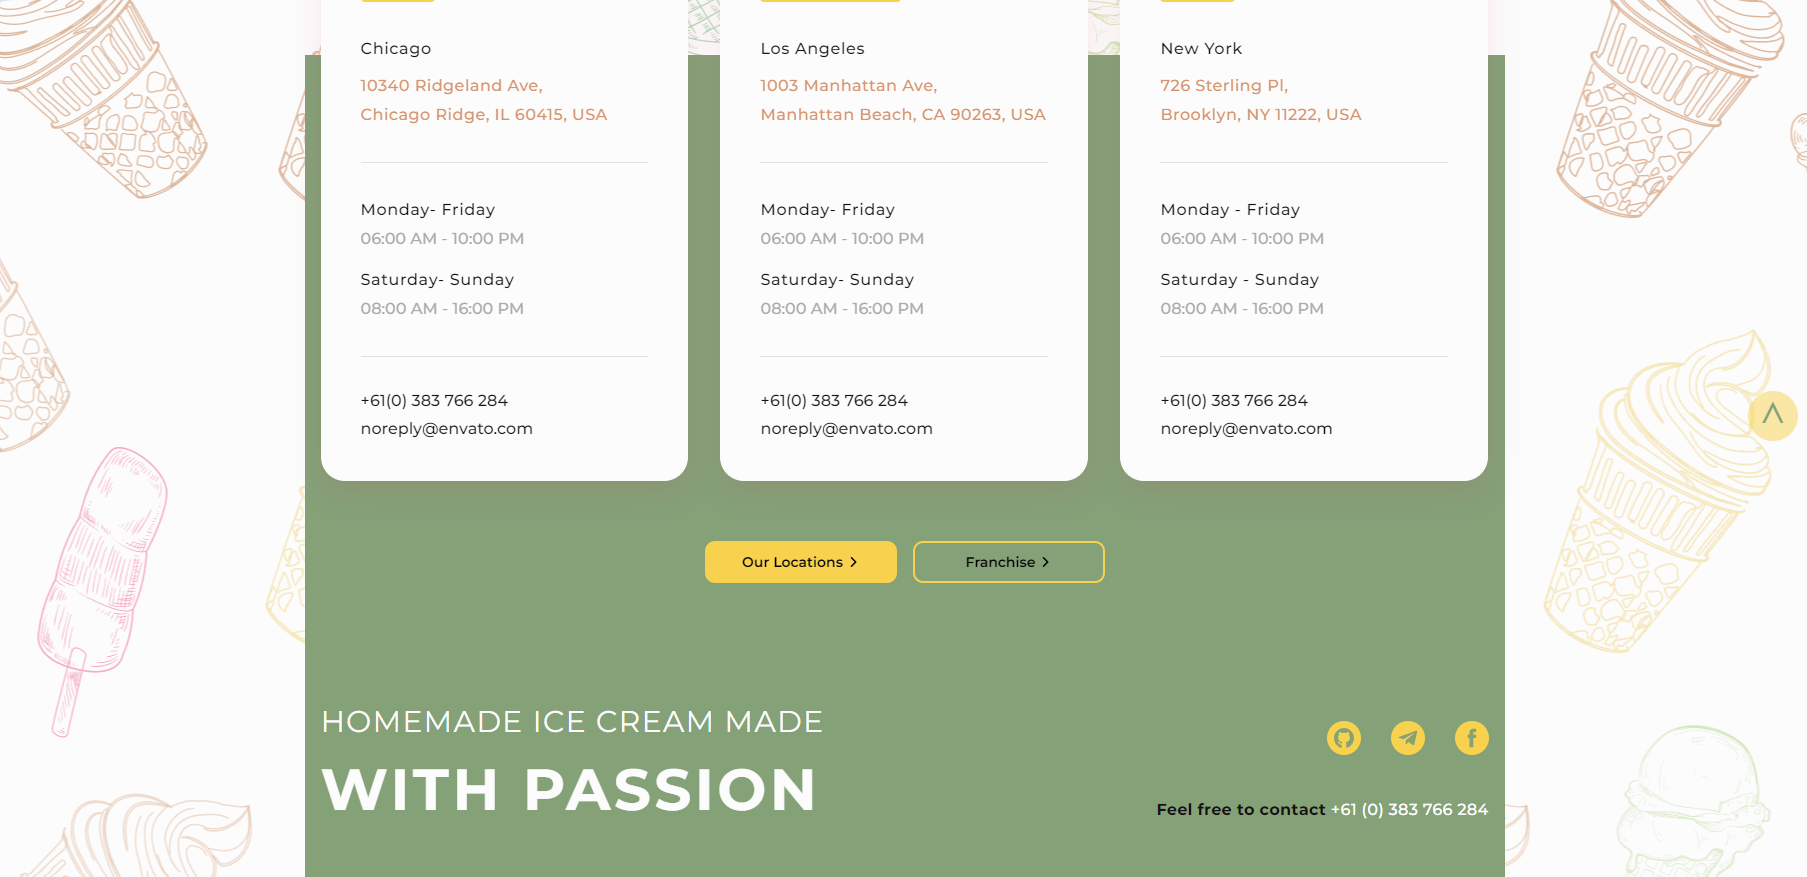 Chicago
10340 Ridgeland Ave,
Chicago Ridge, IL 60415, USA
Monday- Friday
06:00 AM - 10:00 PM
Saturday- Sunday
08:00 AM - 16:00 PM
+61(0) 383 766 284
noreply@envato.com
Los Angeles
1003 Manhattan Ave,
Manhattan Beach, CA 90263, USA
Monday- Friday
06:00 AM - 10:00 PM
Saturday- Sunday
08:00 AM - 16:00 PM
+61(0) 383 766 284
noreply@envato.com
New York
726 Sterling Pl,
Brooklyn, NY 11222, USA
Monday - Friday
06:00 AM - 10:00 PM
Saturday - Sunday
08:00 AM - 16:00 PM
+61(0) 383 766 284
noreply@envato.com
Our Locations >
Franchise >
HOMEMADE ICE CREAM MADE
WITH PASSION
Feel free to contact +61 (0) 383 766 284